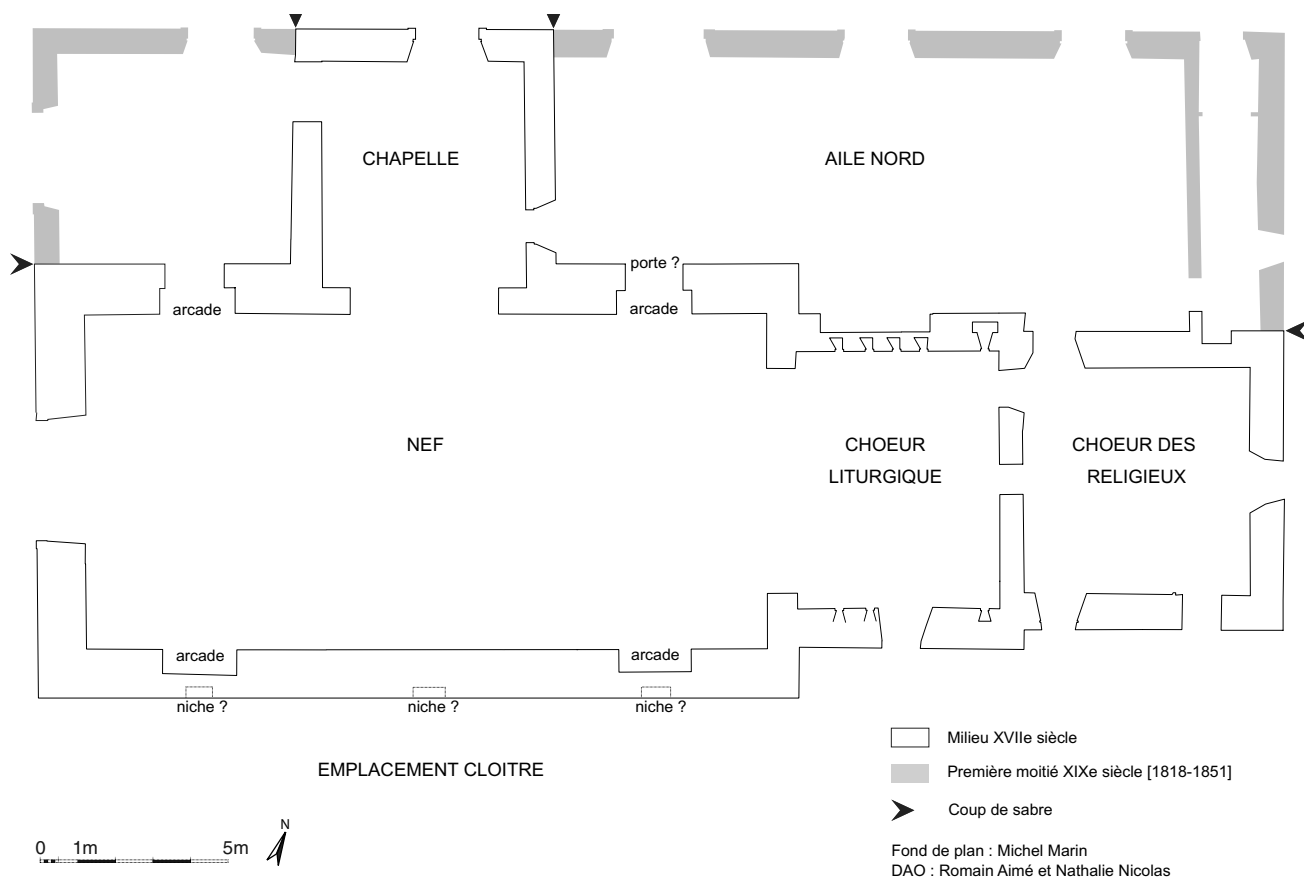 CHAPELLE
AILE NORD
porte ?
arcade
arcade
NEF
CHOEUR
LITURGIQUE
CHOEUR DES
RELIGIEUX
arcade
arcade
niche ?
niche ?
niche ?
EMPLACEMENT CLOITRE
Milieu XVIIe siècle
Première moitié XIXe siècle [1818-1851]
Coup de sabre
N
0 1m 5m
Fond de plan : Michel Marin
DAO : Romain Aimé et Nathalie Nicolas